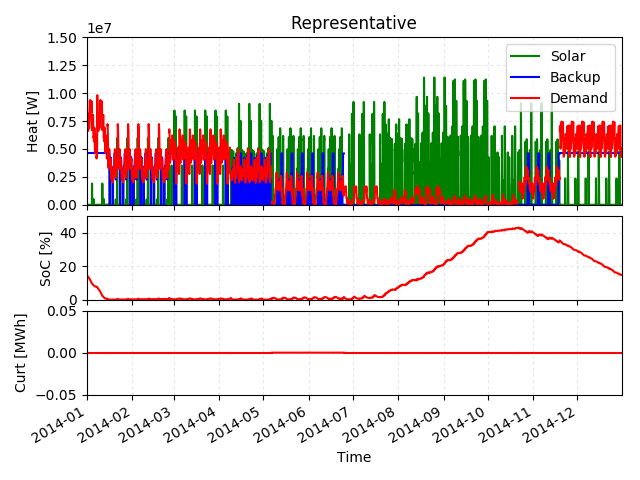 Representative
1e7
Heat [W]
1.50
1.25
1.00
0.75
0.50
0.25
0.00
Solar
Backup
Demand
SoC [%]
40
20
0
Curt [MWh]
0.05
0.00
−0.05
2014-01
2014-02
2014-03
2014-04
2014-05
2014-06
2014-07
2014-08
2014-09
2014-10
2014-11
2014-12
Time